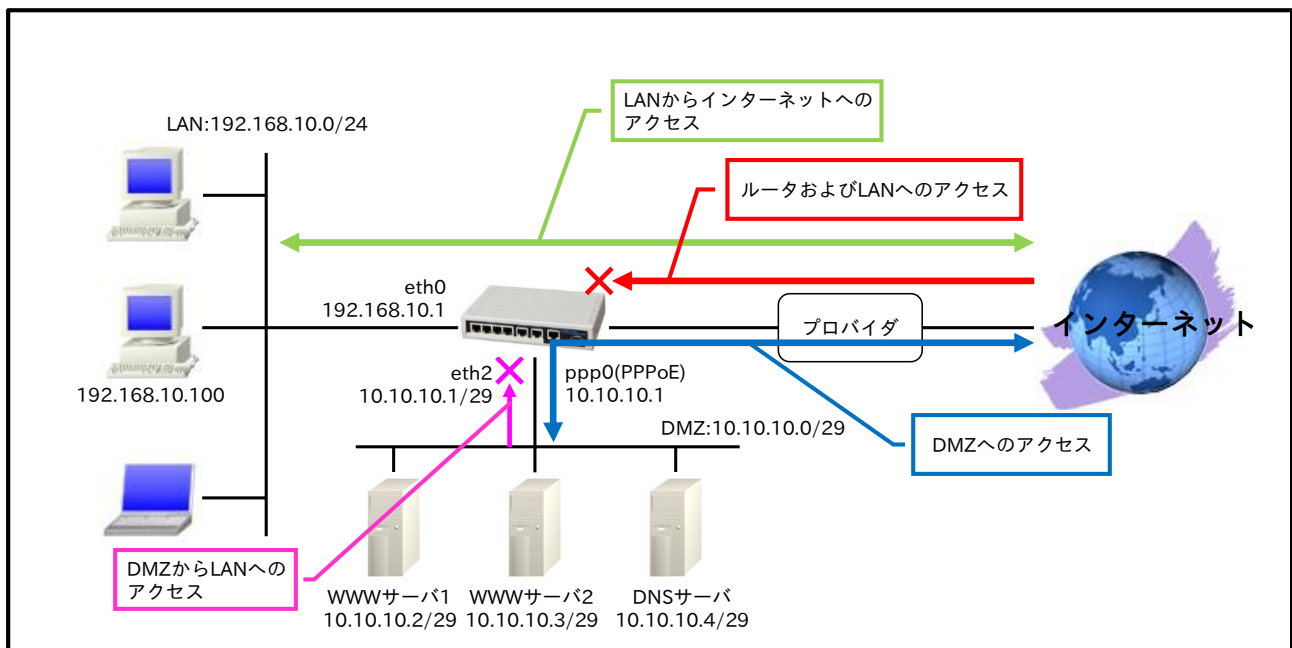 LANからインターネットへの
アクセス
LAN:192.168.10.0/24
ルータおよびLANへのアクセス
eth0
192.168.10.1
プロバイダ
インターネット
192.168.10.100
eth2
10.10.10.1/29
ppp0(PPPoE)
10.10.10.1
DMZ:10.10.10.0/29
DMZへのアクセス
DMZからLANへの
アクセス
WWWサーバ1
10.10.10.2/29
WWWサーバ2
10.10.10.3/29
DNSサーバ
10.10.10.4/29